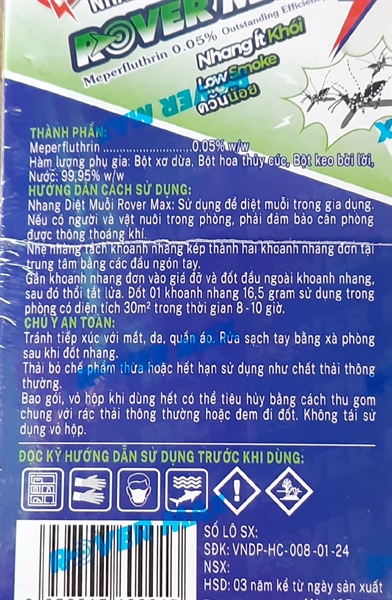 NHA
ROVER MA
Meperfluthrin 0.05% Outstanding Efficien
Nhang Ít Khói
Low Smoke
ควันน้อย
THÀNH PHẦN:
Meperfluthrin.............................0.05% w/w
Hàm lượng phụ gia: Bột xơ dừa, Bột hoa thúy cúc, Bột keo bời lời,
Nước: 99,95% w/w
HƯỚNG DẪN CÁCH SỬ DỤNG:
Nhang Diệt Muỗi Rover Max: Sử dụng để diệt muỗi trong gia dụng.
Nếu có người và vật nuôi trong phòng, phải đảm bảo căn phòng
được thông thoáng khí.
Nhẹ nhàng tách khoanh nhang kép thành hai khoanh nhang đơn tại
trung tâm bằng các đầu ngón tay.
Gắn khoanh nhang đơn vào giá đỡ và đốt đầu ngoài khoanh nhang,
sau đó thổi tắt lửa. Đốt 01 khoanh nhang 16,5 gram sử dụng trong
phòng có diện tích 30m² trong thời gian 8 -10 giờ.
CHÚ Ý AN TOÀN:
Tránh tiếp xúc với mắt, da, quần áo. Rửa sạch tay bằng xà phòng
sau khi đốt nhang.
Thải bỏ chế phẩm thừa hoặc hết hạn sử dụng như chất thải thông
thường.
Bao gói, vỏ hộp khi dùng hết có thể tiêu hủy bằng cách thu gom
chung với rác thải thông thường hoặc đem đi đốt. Không tái sử
dụng vỏ hộp.
ĐỌC KỸ HƯỚNG DẪN SỬ DỤNG TRƯỚC KHI DÙNG:
SỐ LÔ SX:
SĐK: VNDP-HC-008-01-24
NSX:
HSD: 03 năm kể từ ngày sản xuất
ROVER MAX